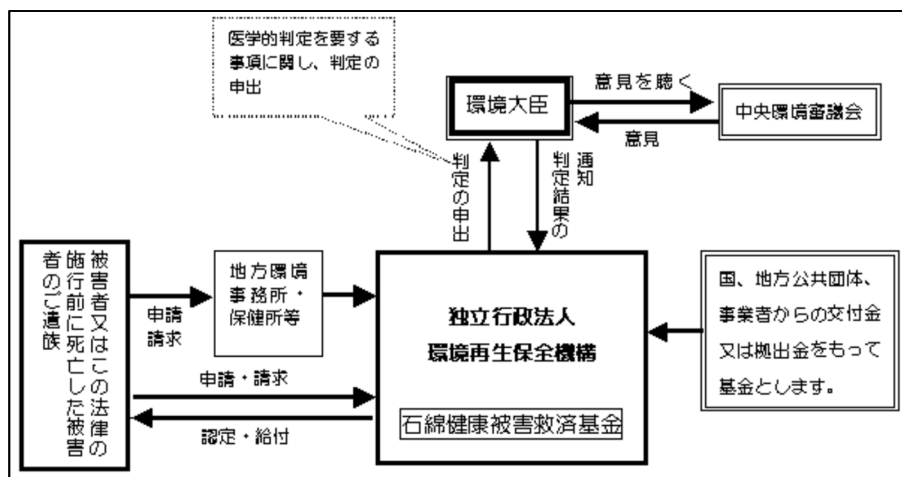 医学的判定を要する
事項に関し、判定の
申出
環境大臣
意見を聴く
意見
中央環境審議会
判定の申出
判定結果の
通知
被害者又はこの法律の
施行前に死亡した被害
者のご遺族
申請
請求
地方環境
事務所・
保健所等
申請・請求
認定・給付
独立行政法人
環境再生保全機構
石綿健康被害救済基金
国、地方公共団体、
事業者からの交付金
又は拠出金をもって
基金とします。